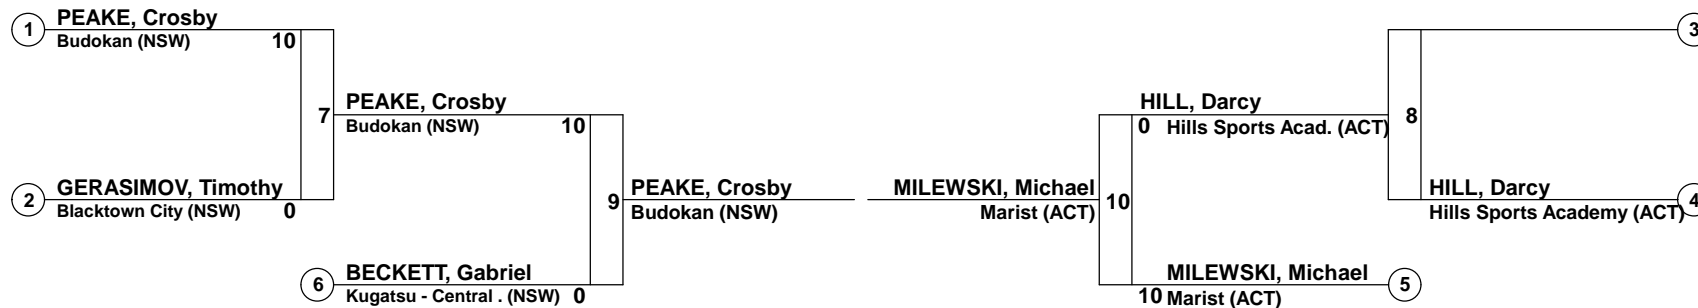 1
PEAKE, Crosby
Budokan (NSW)
10
2
GERASIMOV, Timothy
Blacktown City (NSW)
0
7
PEAKE, Crosby
Budokan (NSW)
10
6
BECKETT, Gabriel
Kugatsu - Central . (NSW)
0
9
PEAKE, Crosby
Budokan (NSW)
MILEWSKI, Michael
Marist (ACT)
10
HILL, Darcy
0
Hills Sports Acad. (ACT)
MILEWSKI, Michael
10
Marist (ACT)
5
8
3
HILL, Darcy
Hills Sports Academy (ACT)
4